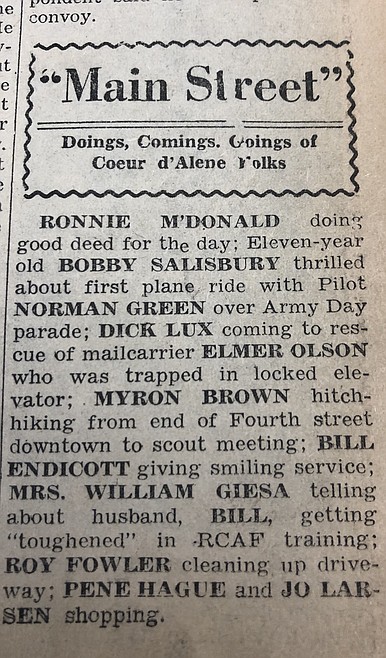 pondent said
convoy.
"Main Street"
Doings, Comings. Goings of
Coeur d'Alene Folks
RONNIE M'DONALD doing
good deed for the day; Eleven-year
old BOBBY SALISBURY thrilled
about first plane ride with Pilot
NORMAN GREEN over Army Day
parade; DICK LUX coming to res-
cue of mailcarrier ELMER OLSON
who was trapped in locked ele-
vator; MYRON BROWN hitch-
hiking from end of Fourth street
downtown to scout meeting; BILL
ENDICOTT giving smiling service;
MRS. WILLIAM GIESA telling
about husband, BILL, getting
"toughened" in RCAF training;
ROY FOWLER cleaning up drive-
way; PENE HAGUE and JO LAR-
SEN shopping.